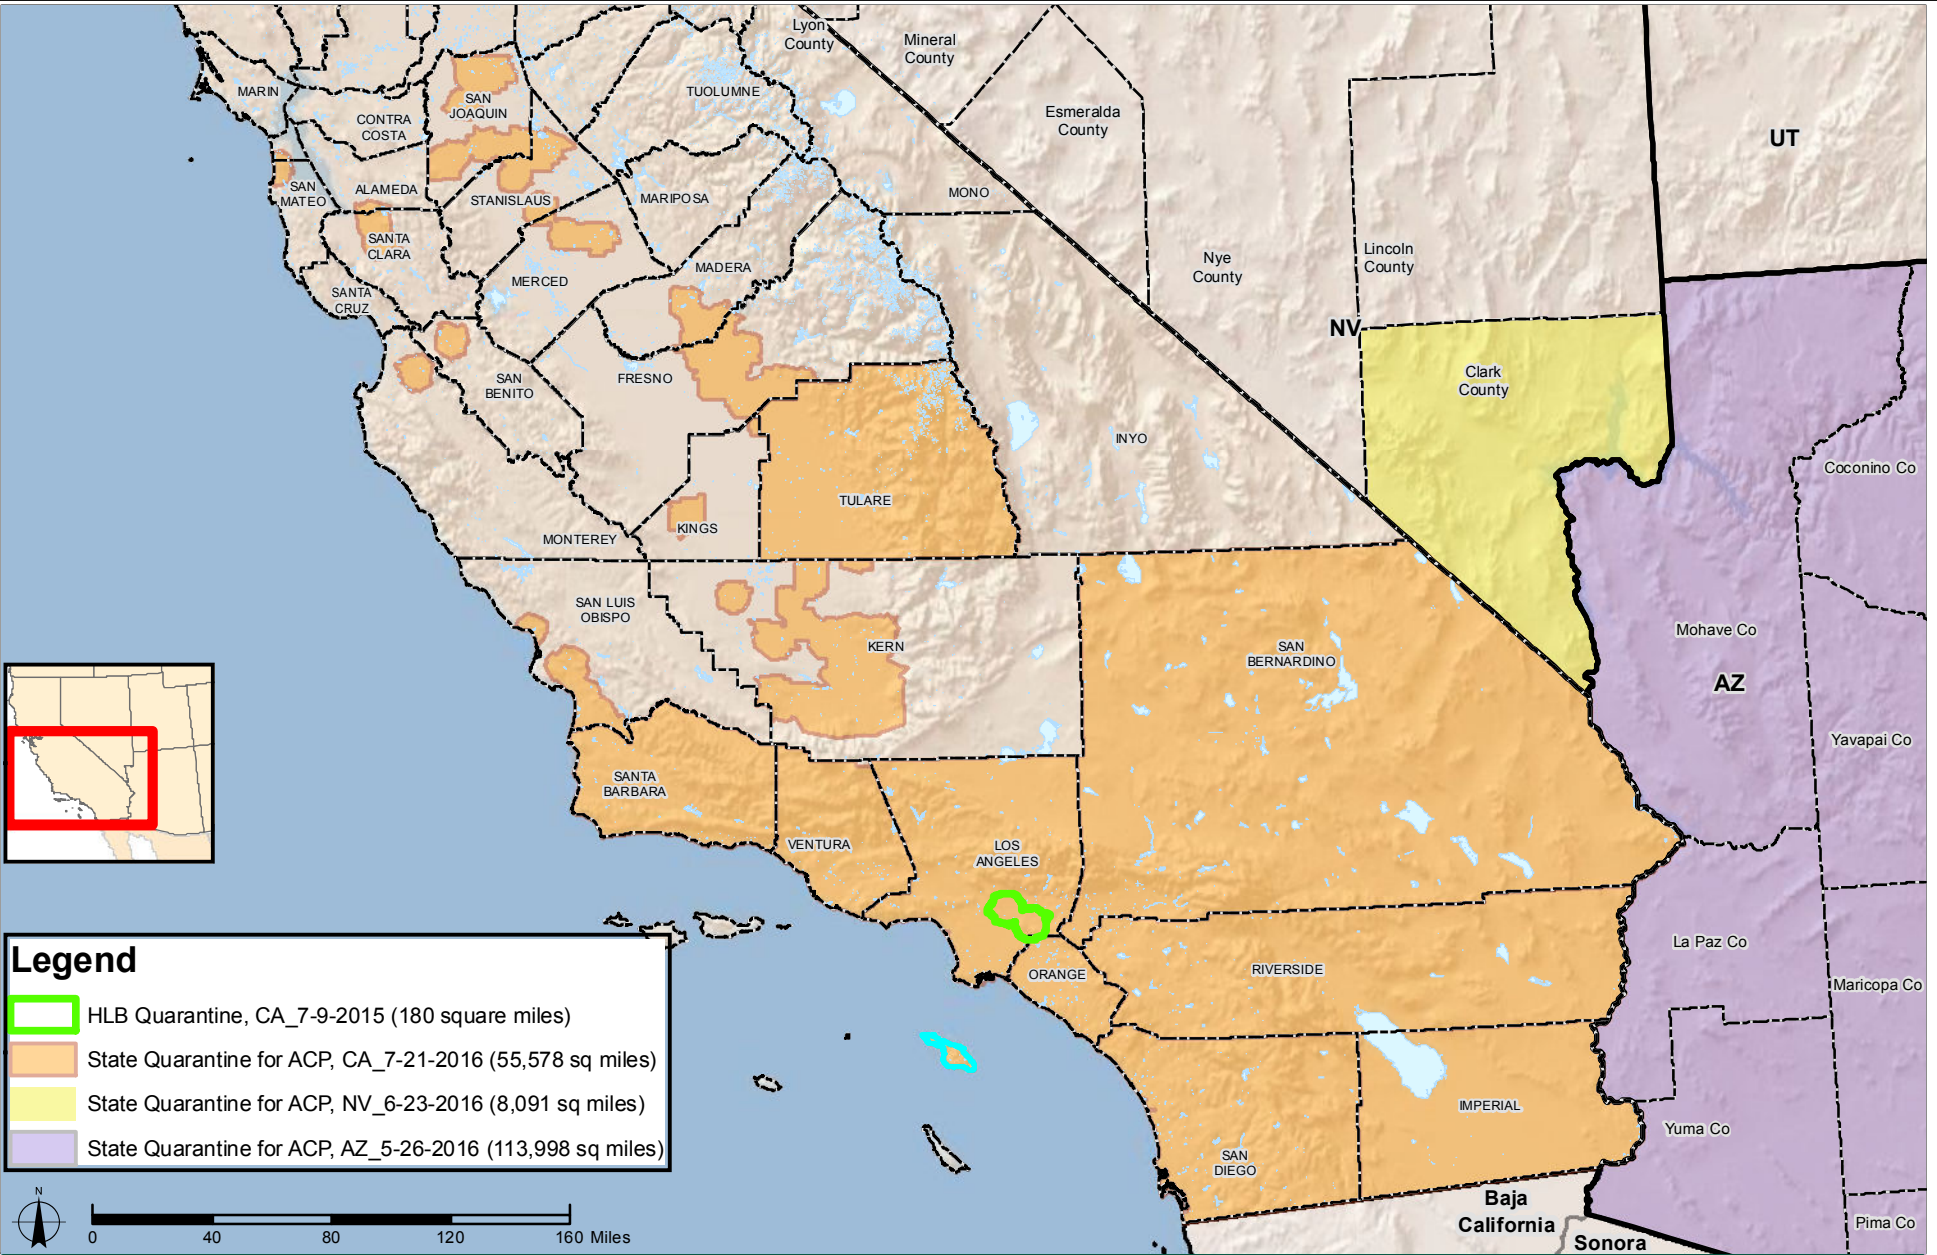 Lyon
County
Mineral
County
Esmeralda
County
UT
MARIN
CONTRA
COSTA
SAN
JOAQUIN
TUOLUMNE
SAN
MATEO
ALAMEDA
STANISLAUS
MARIPOSA
MONO
SANTA
CLARA
MERCED
MADERA
Nye
County
Lincoln
County
SANTA
CRUZ
NV
SAN
BENITO
FRESNO
Clark
County
INYO
TULARE
Coconino Co
KINGS
MONTEREY
SAN LUIS
OBISPO
KERN
SAN
BERNARDINO
Mohave Co
AZ
Yavapai Co
SANTA
BARBARA
VENTURA
LOS
ANGELES
ORANGE
RIVERSIDE
La Paz Co
Maricopa Co
IMPERIAL
SAN
DIEGO
Yuma Co
Baja
California
Sonora
Pima Co
Legend
HLB Quarantine, CA_7-9-2015 (180 square miles)
State Quarantine for ACP, CA_7-21-2016 (55,578 sq miles)
State Quarantine for ACP, NV_6-23-2016 (8,091 sq miles)
State Quarantine for ACP, AZ_5-26-2016 (113,998 sq miles)
N
0 40 80 120 160 Miles